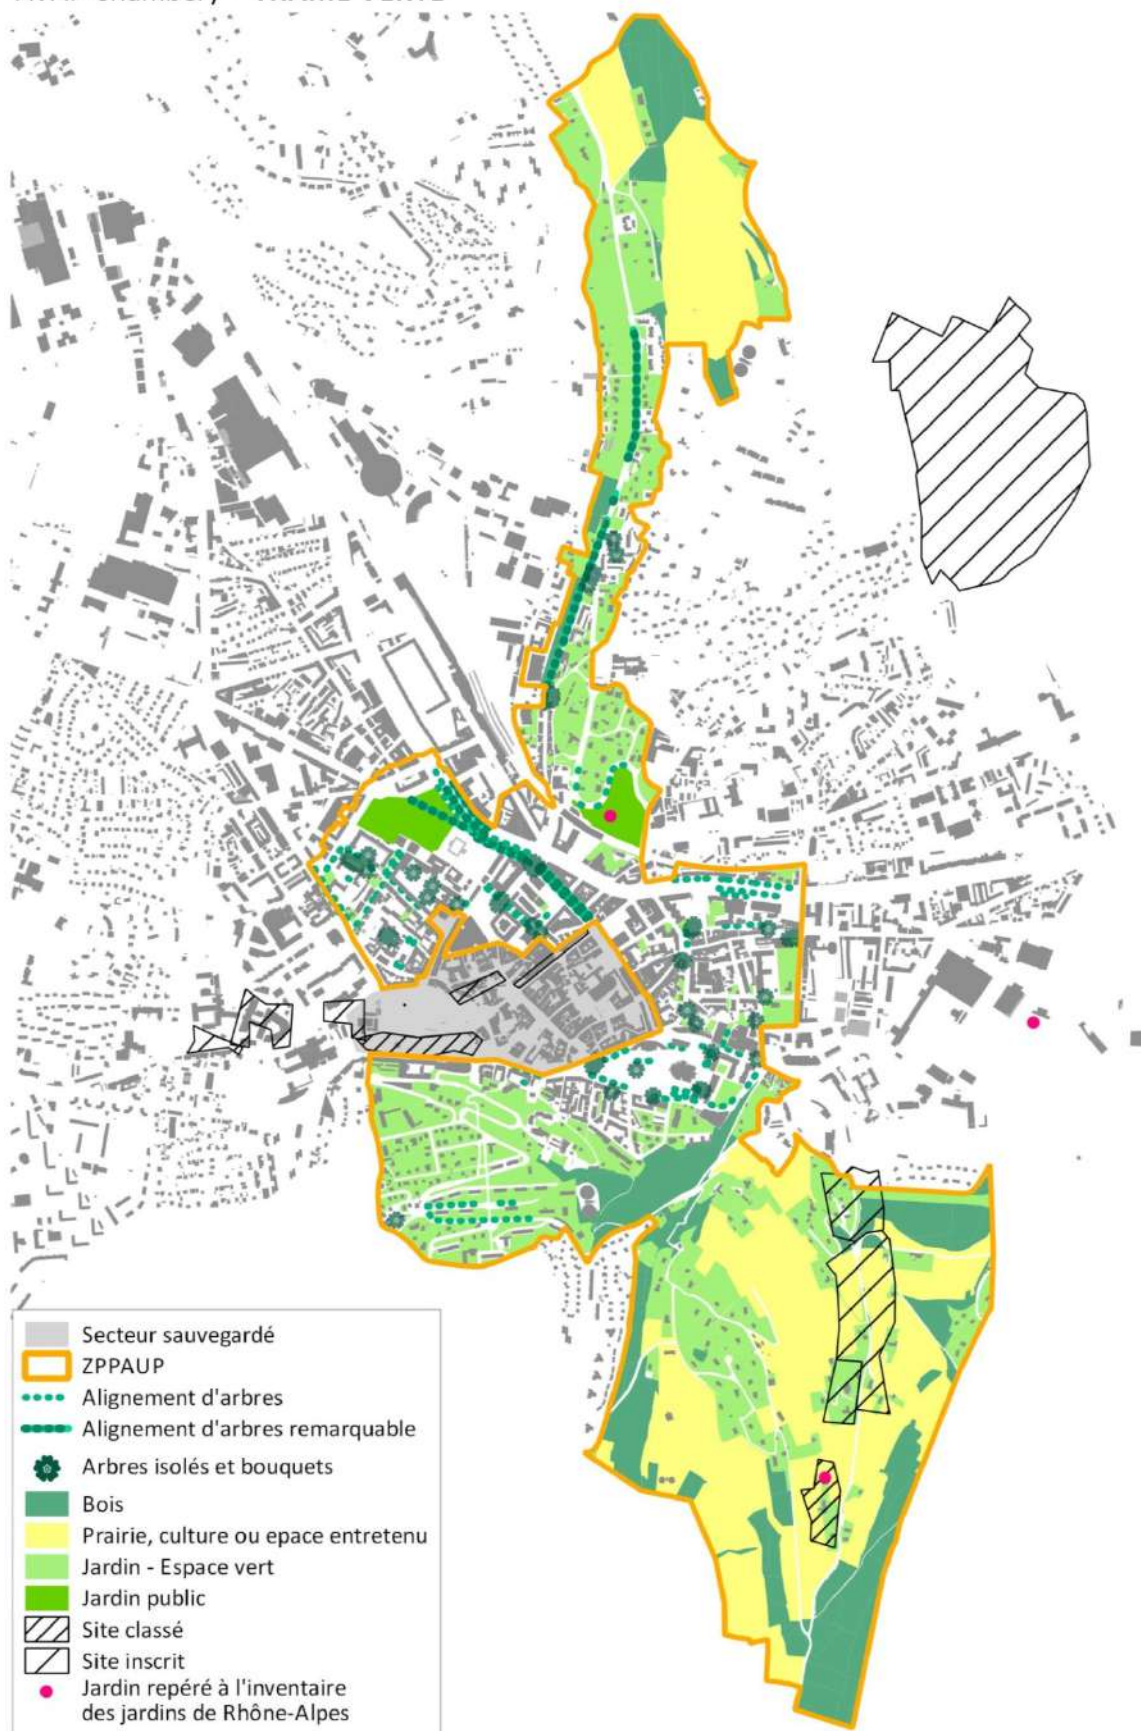 Secteur sauvegardé
ZPPAUP
Alignement d'arbres
Alignement d'arbres remarquable
Arbres isolés et bouquets
Bois
Prairie, culture ou epace entretenu
Jardin - Espace vert
Jardin public
Site classé
Site inscrit
Jardin repéré à l'inventaire
des jardins de Rhône-Alpes